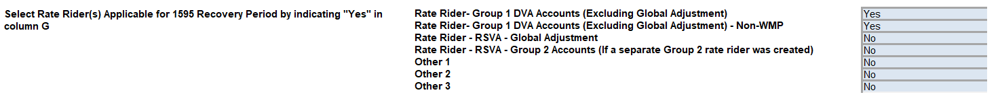 Select Rate Rider(s) Applicable for 1595 Recovery Period by indicating "Yes" in
column G
Rate Rider- Group 1 DVA Accounts (Excluding Global Adjustment) Yes
Rate Rider- Group 1 DVA Accounts (Excluding Global Adjustment) - Non-WMP Yes
Rate Rider - RSVA - Global Adjustment No
Rate Rider - RSVA - Group 2 Accounts (If a separate Group 2 rate rider was created) No
Other 1 No
Other 2 No
Other 3 No